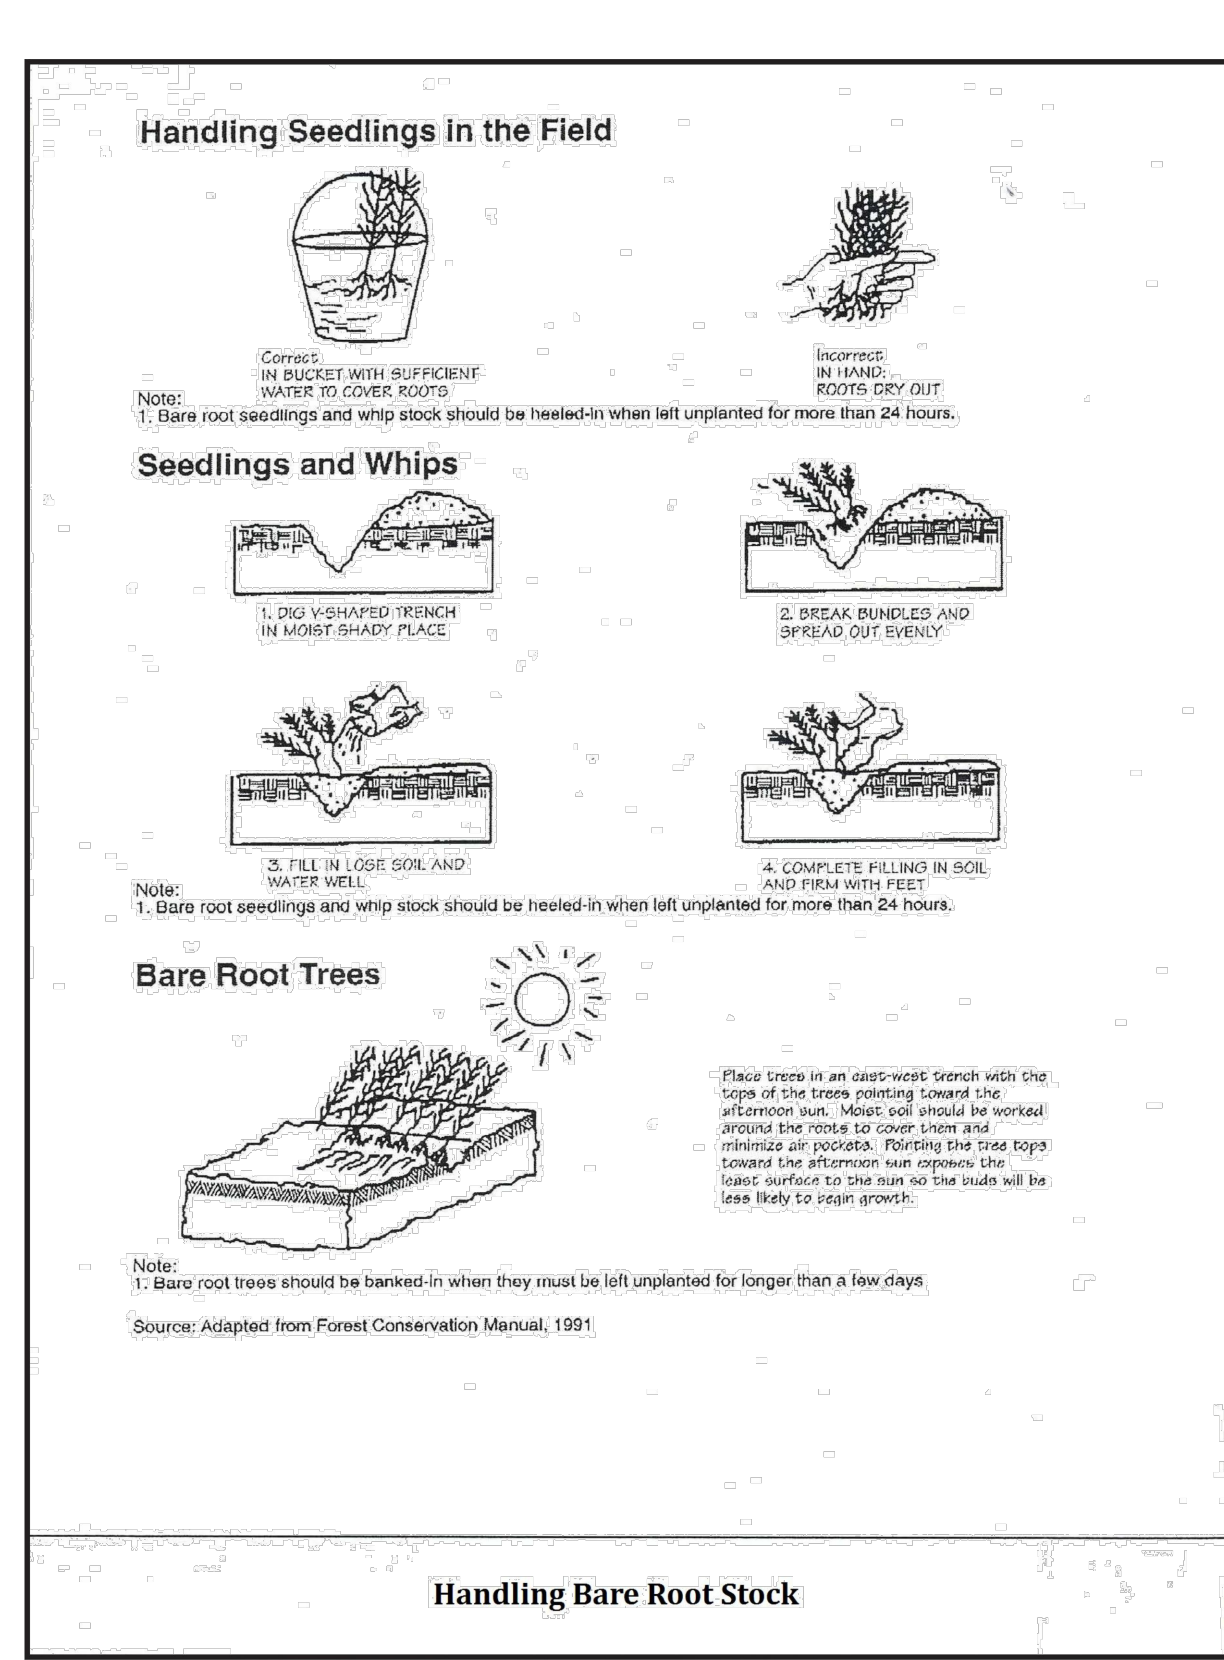 Handling Seedlings in the Field
Correct
IN BUCKET WITH SUFFICIENT
WATER TO COVER ROOTS
Incorrect
IN HAND:
ROOTS DRY OUT
Note:
1. Bare root seedlings and whip stock should be heeled-in when left unplanted for more than 24 hours.
Seedlings and Whips
1. DIG V-SHAPED TRENCH
IN MOIST SHADY PLACE
2. BREAK BUNDLES AND
SPREAD OUT EVENLY
3. FILL IN LOSE SOIL AND
WATER WELL
4. COMPLETE FILLING IN SOIL
AND FIRM WITH FEET
Note:
1. Bare root seedlings and whip stock should be heeled-in when left unplanted for more than 24 hours.
Bare Root Trees
Place trees in an east-west trench with the
tops of the trees pointing toward the
afternoon sun. Moist soil should be worked
around the roots to cover them and
minimize air pockets. Pointing the tree tops
toward the afternoon sun exposes the
least surface to the sun so the buds will be
less likely to begin growth.
Note:
1. Bare root trees should be banked-in when they must be left unplanted for longer than a few days
Source: Adapted from Forest Conservation Manual, 1991
Handling Bare Root Stock